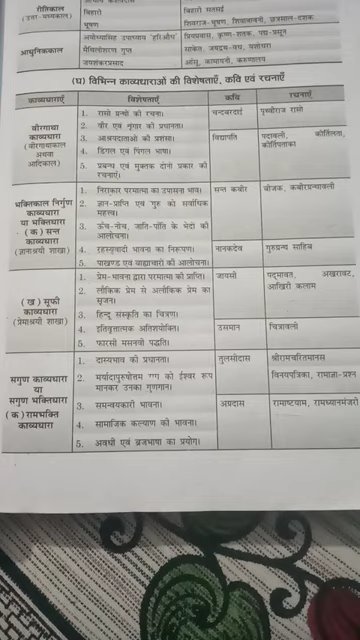 रीतिकाल
(उत्तर-मध्यकाल)
बिहारी
बिहारी सतसई
भूषण
शिवराज-भूषण, शिवाबावनी, छत्रसाल-दशक
आधुनिककाल
अयोध्यासिंह उपाध्याय 'हरिऔध'
प्रियप्रवास, कृष्ण-शतक, पद्य-प्रसून
मैथिलीशरण गुप्त
साकेत, जयद्रथ-वध, यशोधरा
जयशंकरप्रसाद
आँसू, कामायनी, करुणालय
(घ) विभिन्न काव्यधाराओं की विशेषताएँ, कवि एवं रचनाएँ
काव्यधाराएँ
विशेषताएँ
कवि
रचनाएँ
वीरगाथा
काव्यधारा
(वीरगाथाकाल
अथवा
आदिकाल)
1. रासो ग्रन्थों की रचना।
2. वीर एवं शृंगार की प्रधानता।
3. आश्रयदाताओं की प्रशंसा।
4. डिंगल एवं पिंगल भाषा।
5. प्रबन्ध एवं मुक्तक दोनों प्रकार की
रचनाएँ।
चन्दबरदाई
पृथ्वीराज रासो
विद्यापति
पदावली, कीर्तिलता,
कीर्तिपताका
भक्तिकाल निर्गुण
काव्यधारा
या भक्तिधारा
(क) सन्त
काव्यधारा
(ज्ञानाश्रयी शाखा)
1. निराकार परमात्मा का उपासना भाव।
2. ज्ञान-प्राप्ति एवं गुरु को सर्वाधिक
महत्त्व।
3. ऊँच-नीच, जाति-पाँति के भेदों की
आलोचना।
4. रहस्यवादी भावना का निरूपण।
5. पाखण्ड एवं बाह्याचारों की आलोचना।
सन्त कबीर
बीजक, कबीरग्रन्थावली
नानकदेव
गुरुग्रन्थ साहिब
(ख) सूफी
काव्यधारा
(प्रेमाश्रयी शाखा)
1. प्रेम-भावना द्वारा परमात्मा की प्राप्ति।
2. लौकिक प्रेम से अलौकिक प्रेम का
सृजन।
3. हिन्दू संस्कृति का चित्रण।
4. इतिवृत्तात्मक अतिशयोक्ति।
5. फारसी मसनवी पद्धति।
जायसी
पद्मावत, अखरावट,
आखिरी कलाम
उसमान
चित्रावली
सगुण काव्यधारा
या
सगुण भक्तिधारा
(क) रामभक्ति
काव्यधारा
1. दास्यभाव की प्रधानता।
2. मर्यादापुरुषोत्तम को ईश्वर रूप
मानकर उनका गुणगान।
3. समन्वयकारी भावना।
4. सामाजिक कल्याण की भावना।
5. अवधी एवं ब्रजभाषा का प्रयोग।
तुलसीदास
श्रीरामचरितमानस
विनयपत्रिका, रामाज्ञा-प्रश्न
अग्रदास
रामाष्टयाम, रामध्यानमंजरी